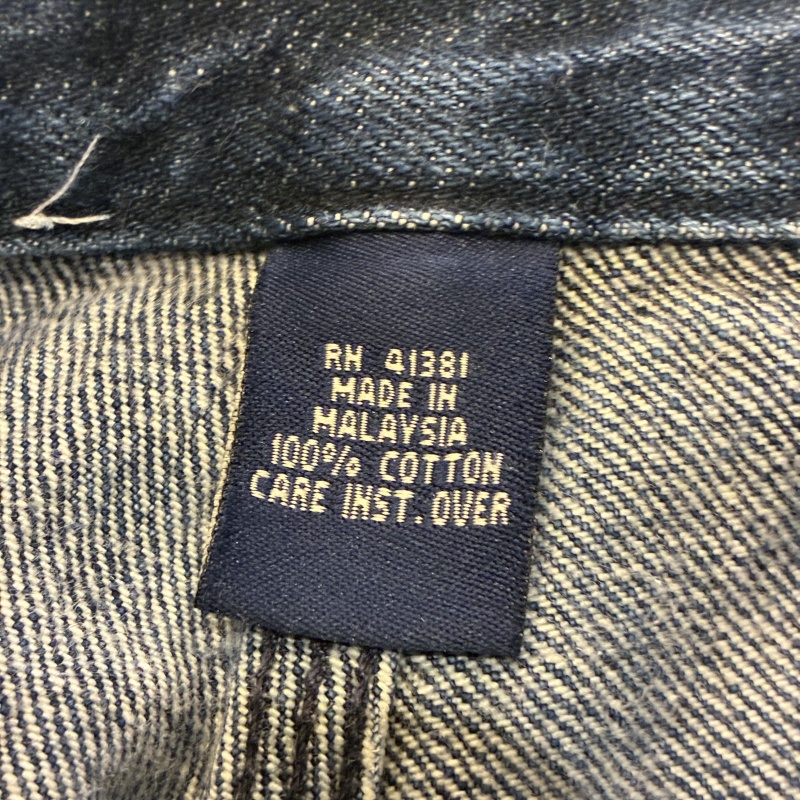 RN 41381
MADE IN
MALAYSIA
100% COTTON
CARE INST. OVER